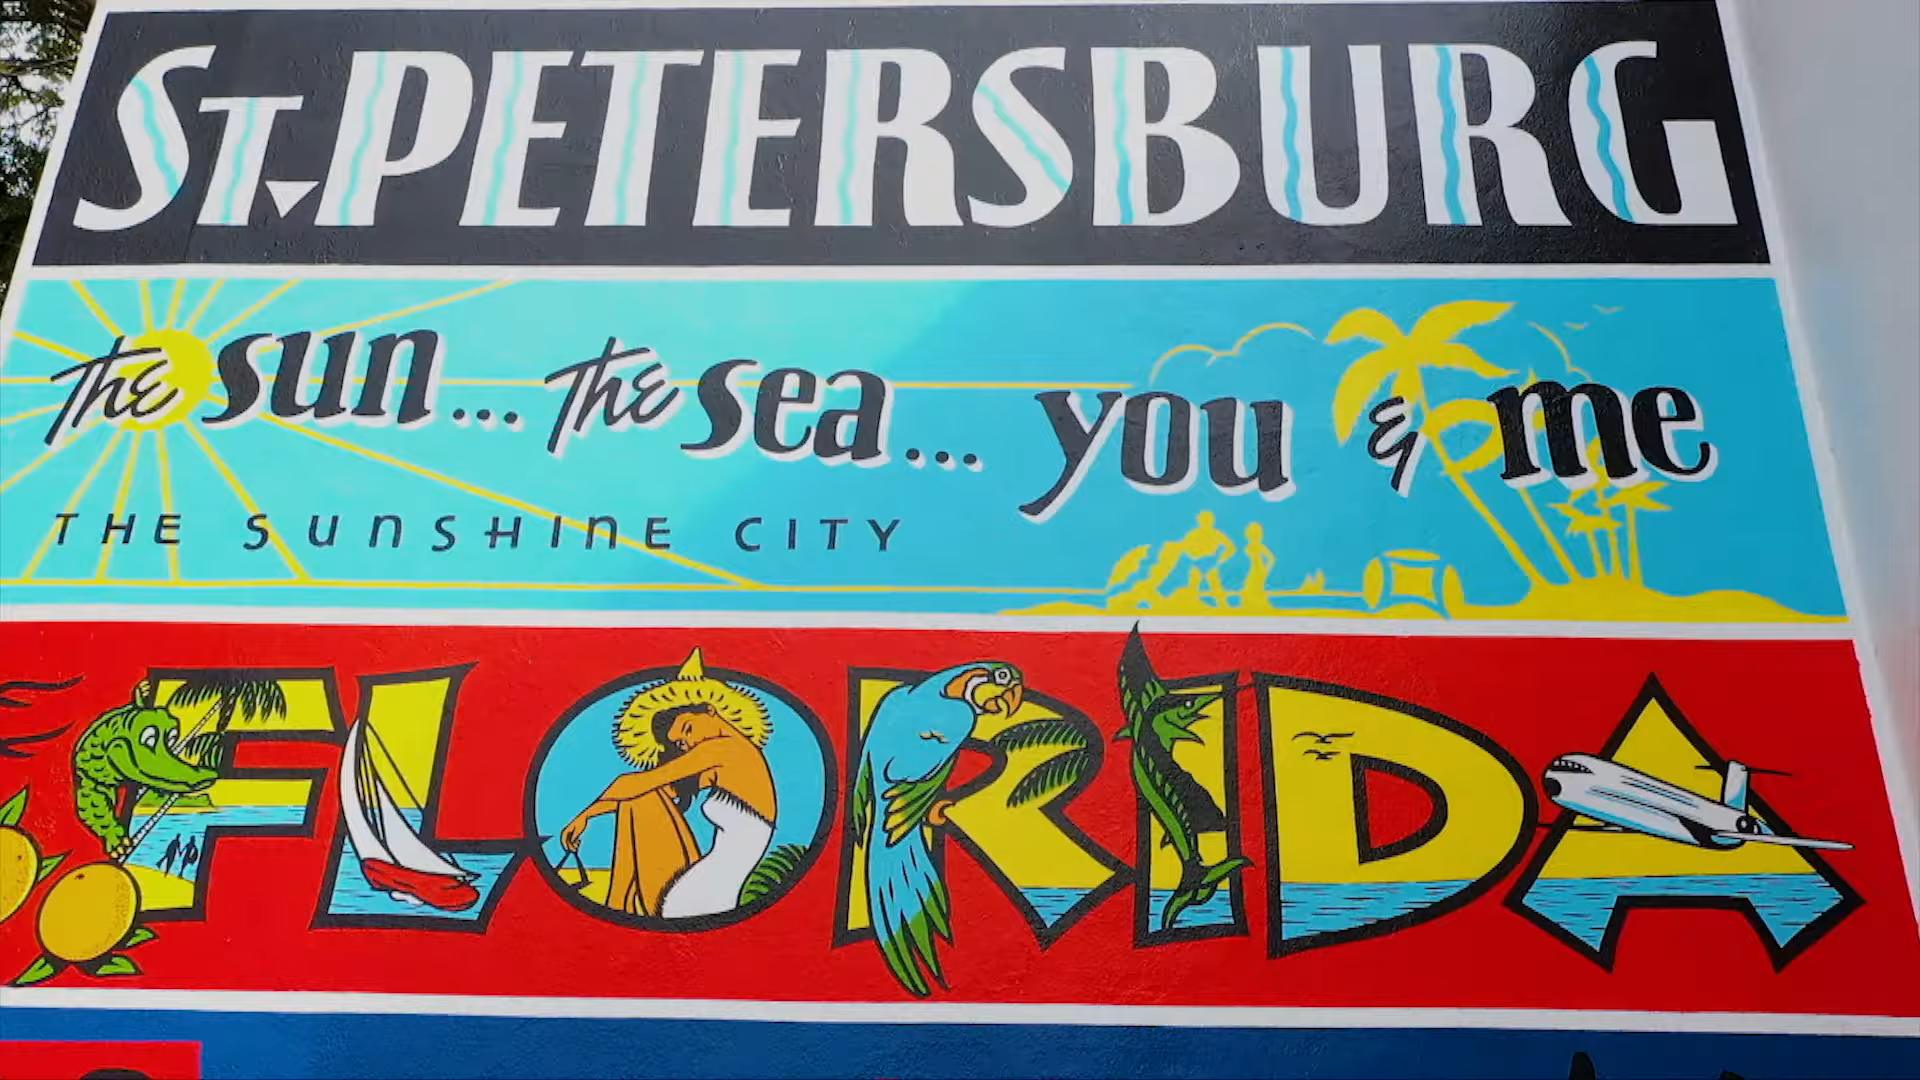 ST. PETERSBURG
The sun... The sea... you & me
THE SUNSHINE CITY
FLORIDA